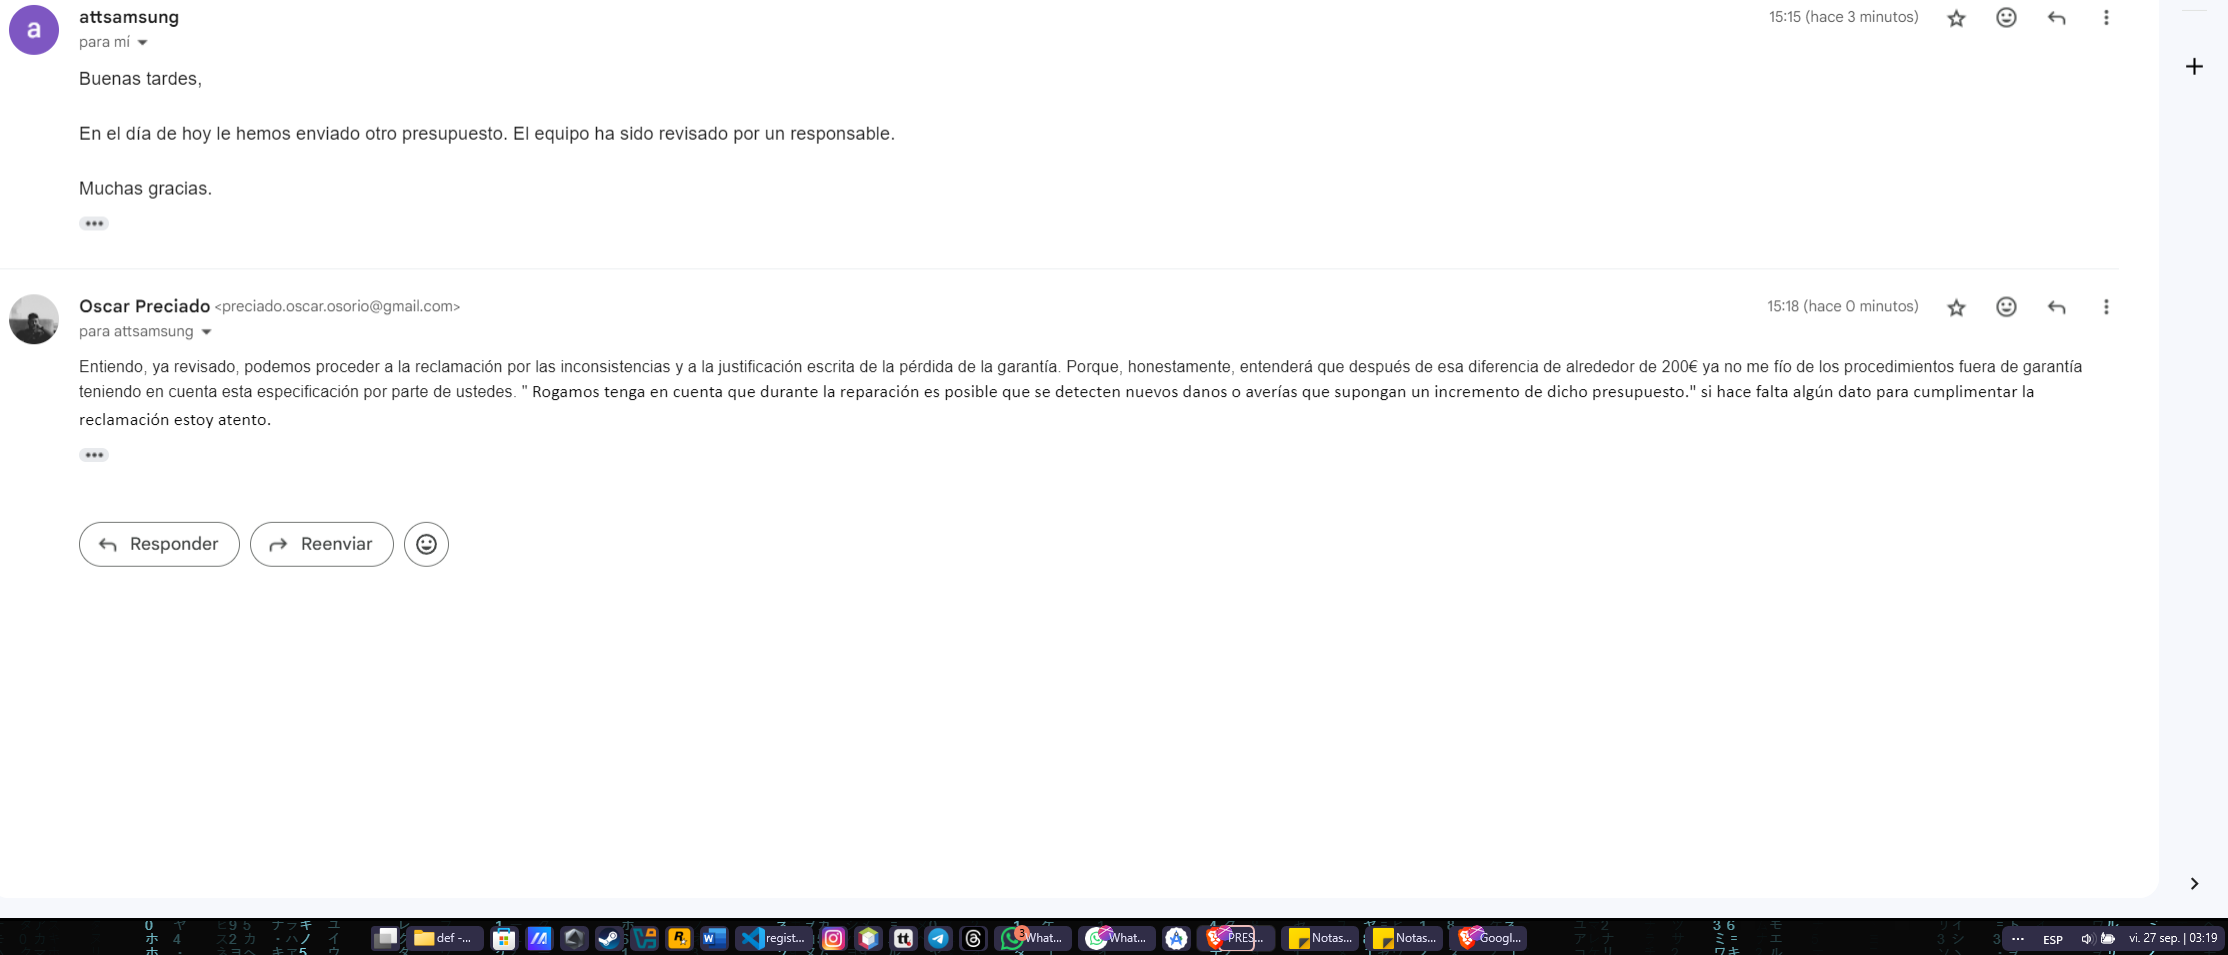 a
attsamsung
15:15 (hace 3 minutos)
para mí
Buenas tardes,
En el día de hoy le hemos enviado otro presupuesto. El equipo ha sido revisado por un responsable.
Muchas gracias.
Oscar Preciado <preciado.oscar.osorio@gmail.com>
15:18 (hace 0 minutos)
para attsamsung
Entiendo, ya revisado, podemos proceder a la reclamación por las inconsistencias y a la justificación escrita de la pérdida de la garantía. Porque, honestamente, entenderá que después de esa diferencia de alrededor de 200€ ya no me fío de los procedimientos fuera de garantía
teniendo en cuenta esta especificación por parte de ustedes. " Rogamos tenga en cuenta que durante la reparación es posible que se detecten nuevos danos o averías que supongan un incremento de dicho presupuesto." si hace falta algún dato para cumplimentar la
reclamación estoy atento.
Responder
Reenviar
def -...
regist...
3
What...
What...
PRES...
Notas...
Notas...
Googl...
ESP
vi. 27 sep. | 03:19